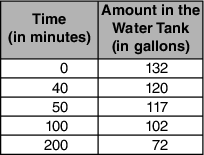 Time
(in minutes)
Amount in the
Water Tank
(in gallons)
0 132
40 120
50 117
100 102
200 72